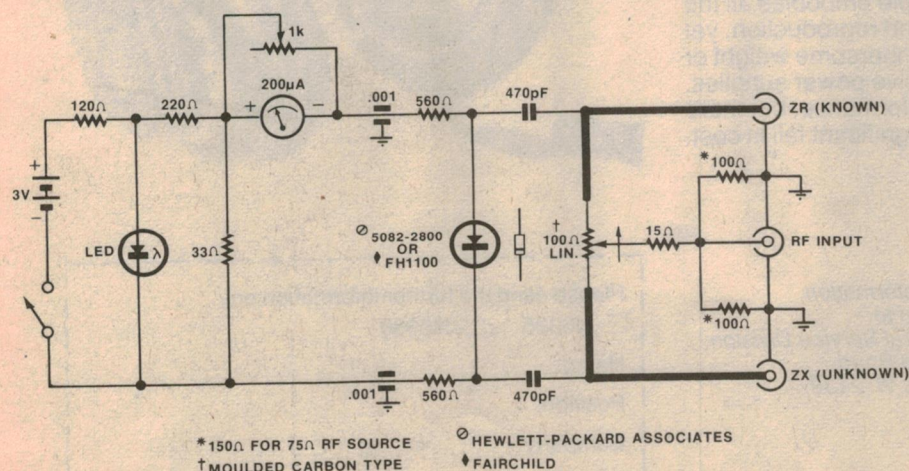 1k
200µA
+ −
120Ω
220Ω
.001
560Ω
470pF
ZR (KNOWN)
*100Ω
+
3V
−
LED
λ
33Ω
⊘ 5082-2800
OR
♦ FH1100
†
100Ω
LIN.
15Ω
RF INPUT
*100Ω
.001
560Ω
470pF
ZX (UNKNOWN)
*150Ω FOR 75Ω RF SOURCE
†MOULDED CARBON TYPE
⊘ HEWLETT-PACKARD ASSOCIATES
♦ FAIRCHILD